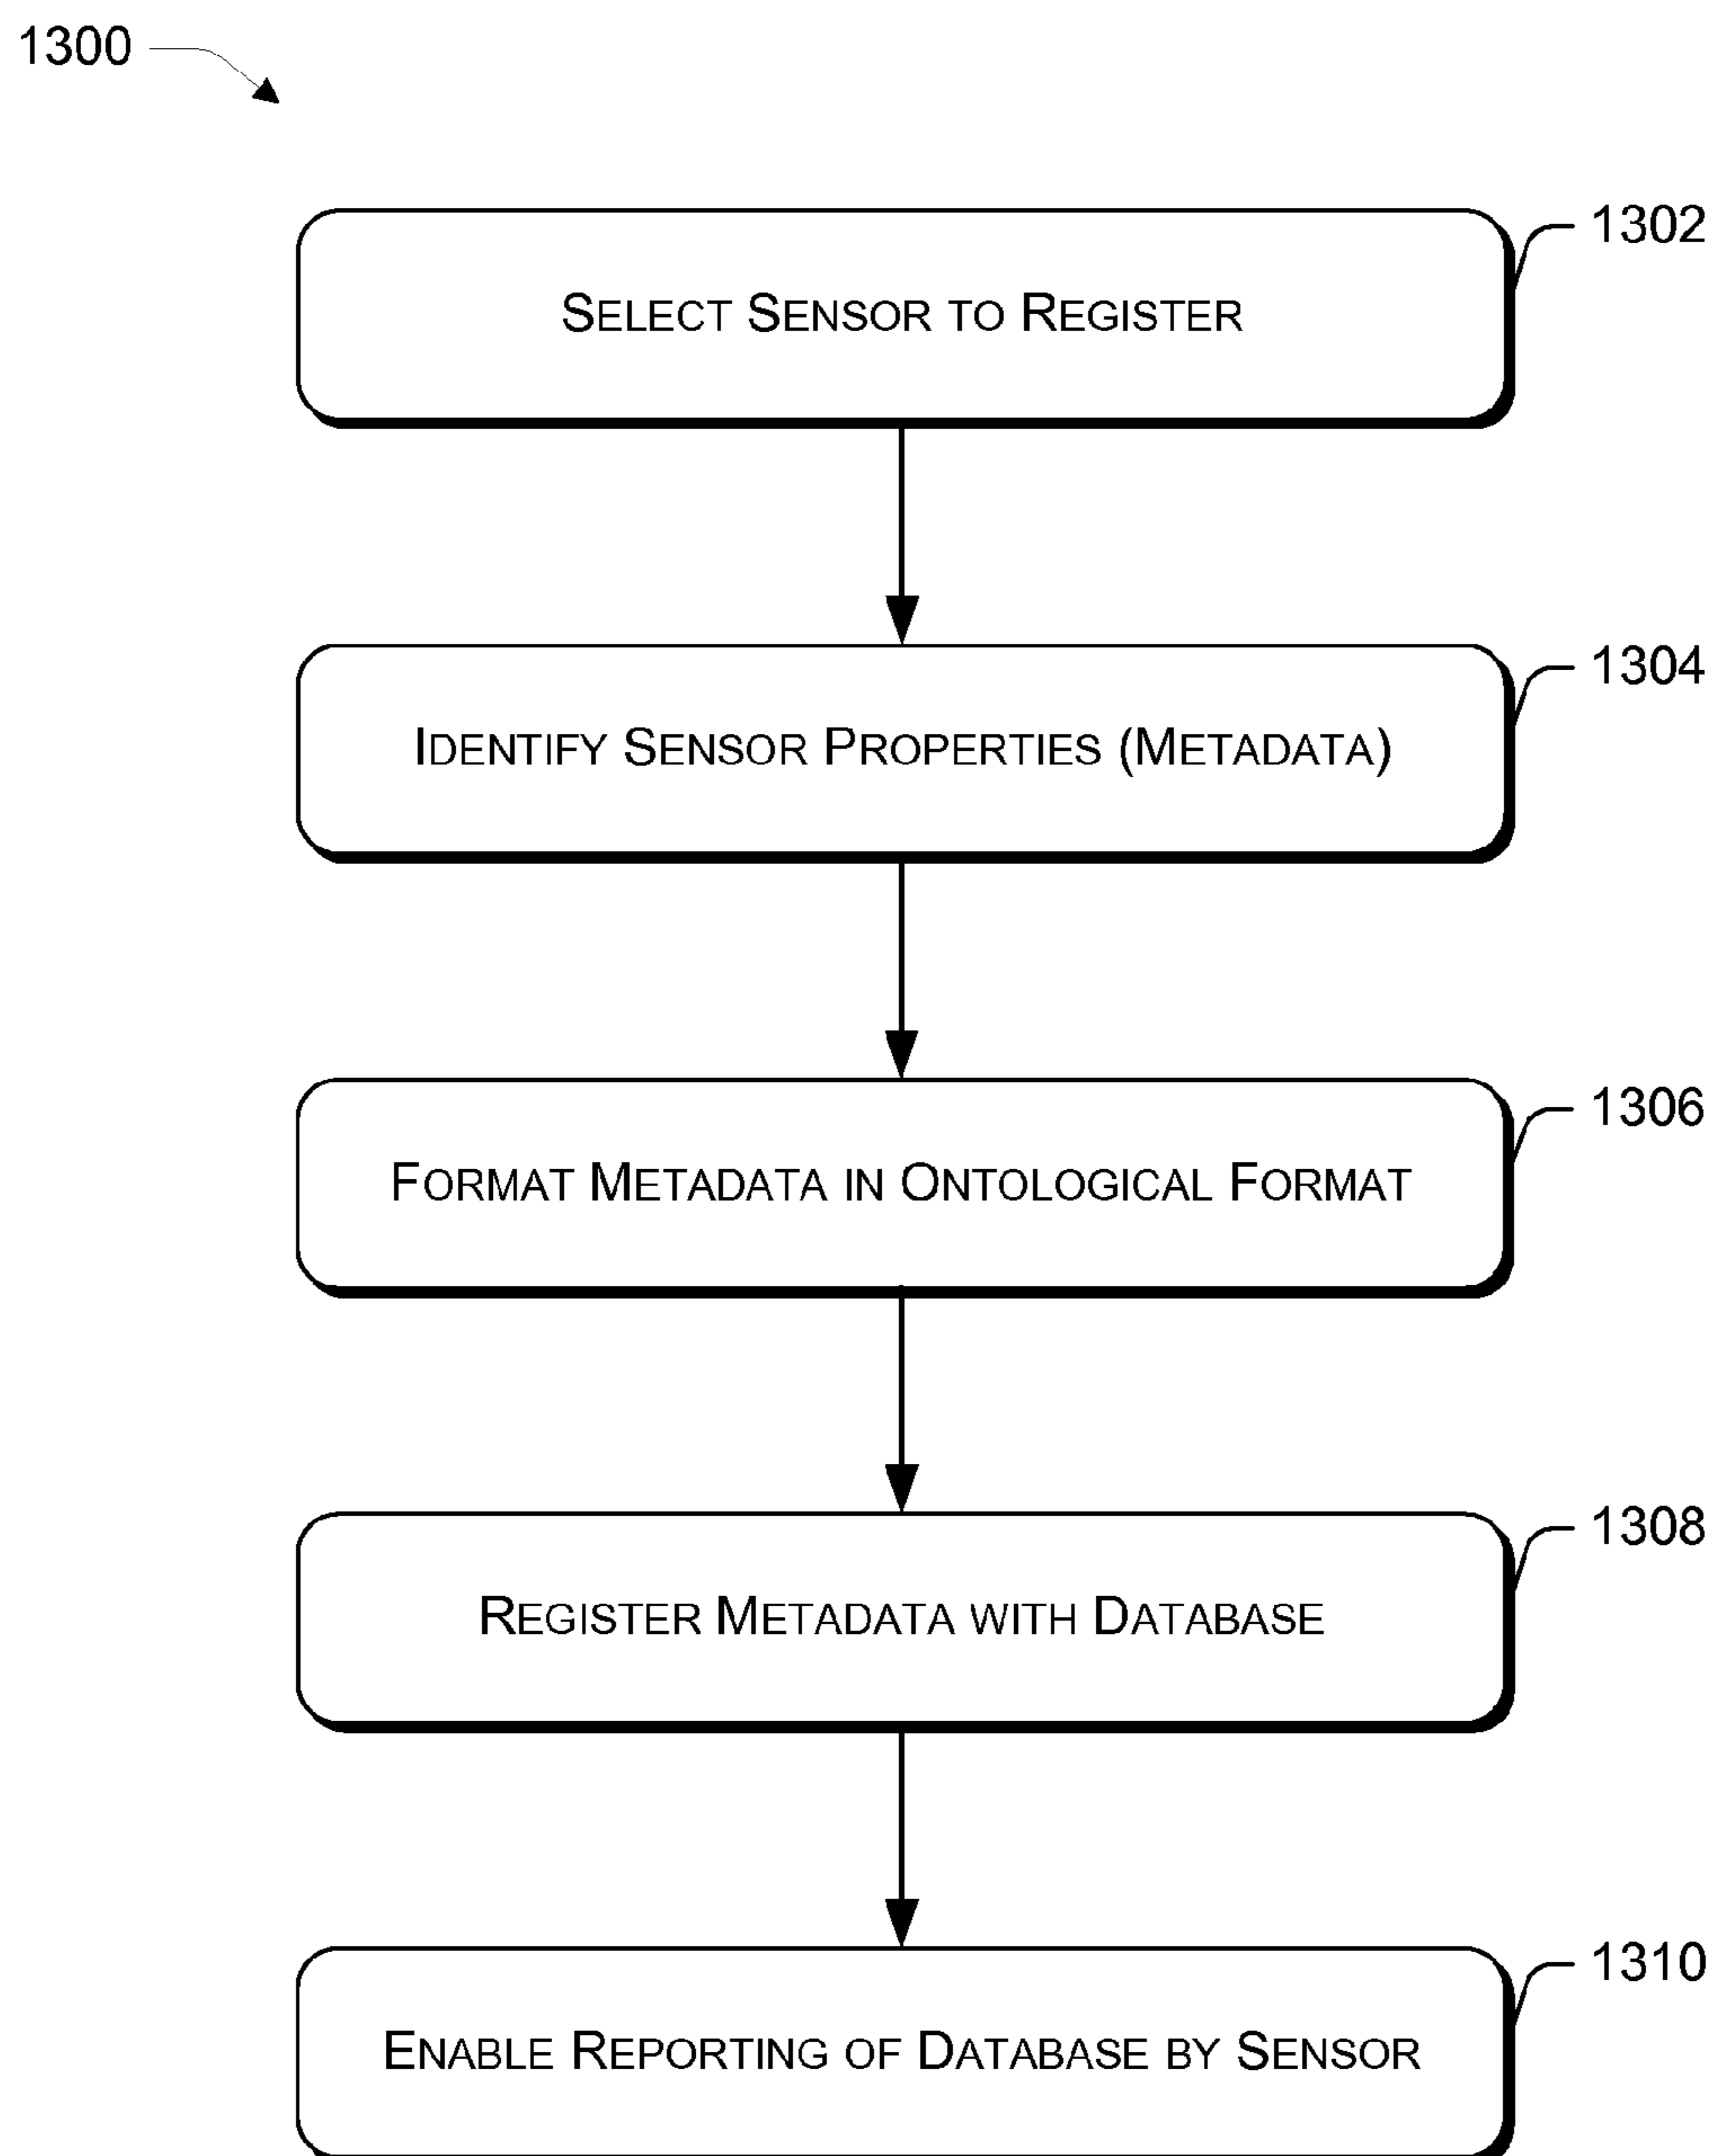 1300
1302
SELECT SENSOR TO REGISTER
1304
IDENTIFY SENSOR PROPERTIES (METADATA)
1306
FORMAT METADATA IN ONTOLOGICAL FORMAT
1308
REGISTER METADATA WITH DATABASE
1310
ENABLE REPORTING OF DATABASE BY SENSOR